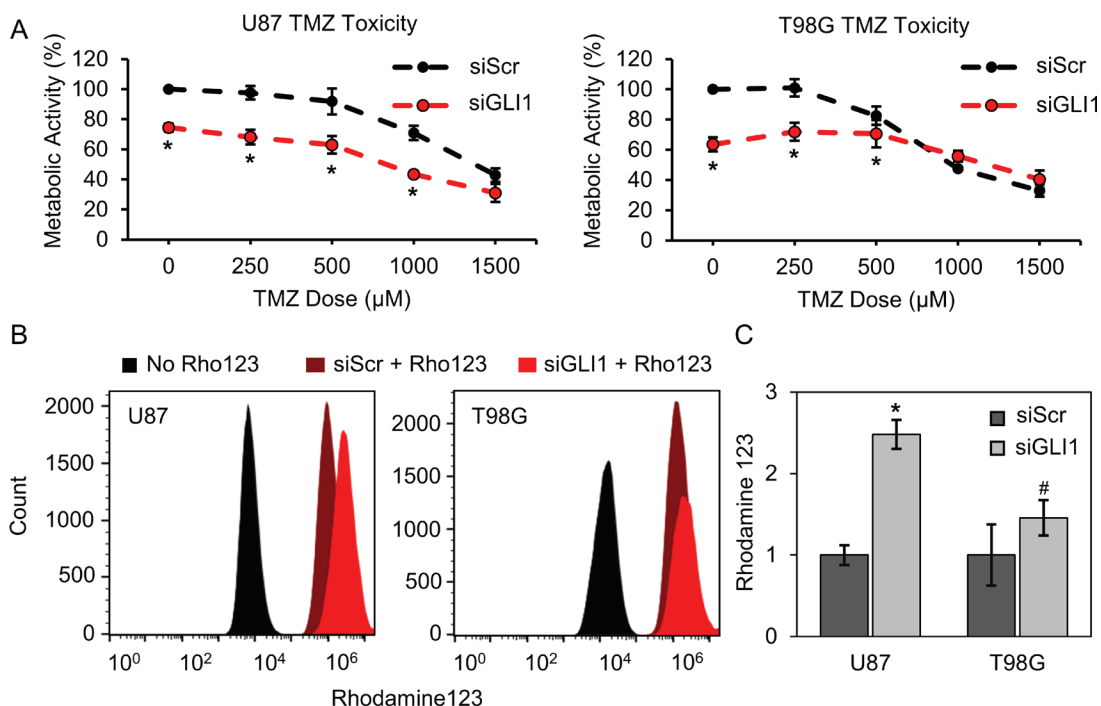 A
U87 TMZ Toxicity
Metabolic Activity (%)
120
100
80
60
40
20
0
siScr
siGLI1
*
*
*
*
0 250 500 1000 1500
TMZ Dose (µM)
T98G TMZ Toxicity
Metabolic Activity (%)
120
100
80
60
40
20
0
siScr
siGLI1
*
*
*
0 250 500 1000 1500
TMZ Dose (µM)
B
No Rho123 siScr + Rho123 siGLI1 + Rho123
Count
2000
1500
1000
500
0
U87
10⁰ 10² 10⁴ 10⁶
2000
1500
1000
500
0
T98G
10⁰ 10² 10⁴ 10⁶
Rhodamine123
C
Rhodamine 123
3
2
1
0
siScr
siGLI1
*
#
U87 T98G